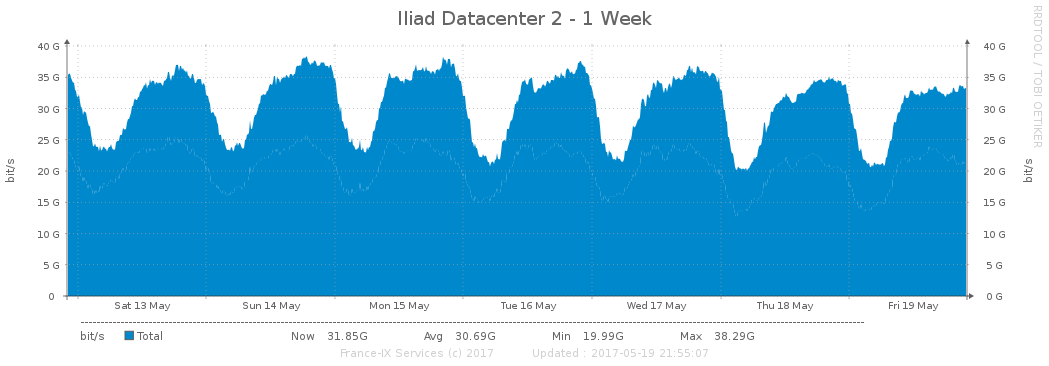 Iliad Datacenter 2 - 1 Week
RRDTOOL / TOBI OETIKER
40 G 40 G
35 G 35 G
30 G 30 G
25 G 25 G
20 G 20 G
15 G 15 G
10 G 10 G
5 G 5 G
0 0 G
bit/s bit/s
Sat 13 May Sun 14 May Mon 15 May Tue 16 May Wed 17 May Thu 18 May Fri 19 May
bit/s Total Now 31.85G Avg 30.69G Min 19.99G Max 38.29G
France-IX Services (c) 2017 Updated : 2017-05-19 21:55:07